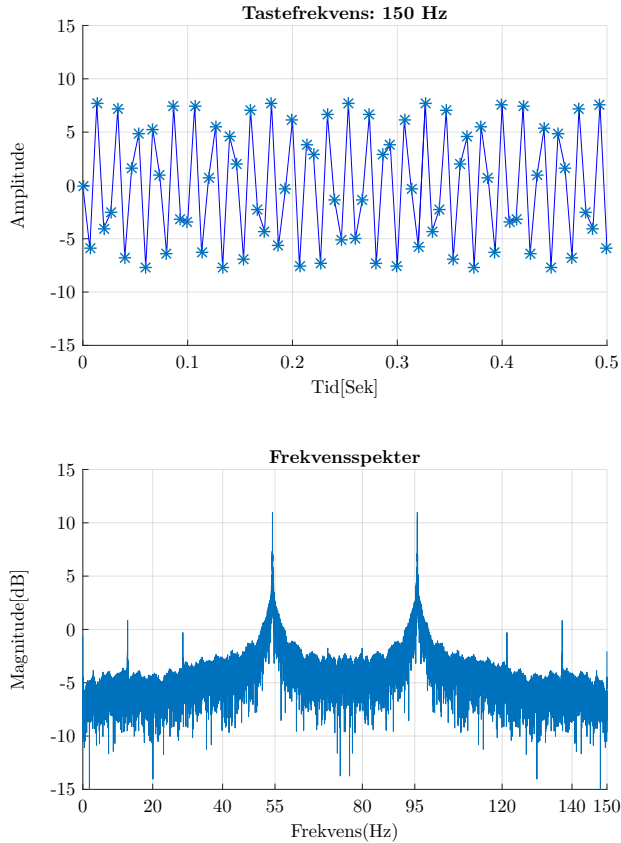 Tastefrekvens: 150 Hz
15
10
5
0
-5
-10
-15
Amplitude
0 0.1 0.2 0.3 0.4 0.5
Tid[Sek]
Frekvensspekter
15
10
5
0
-5
-10
-15
Magnitude[dB]
0 20 40 55 80 95 120 140 150
Frekvens(Hz)